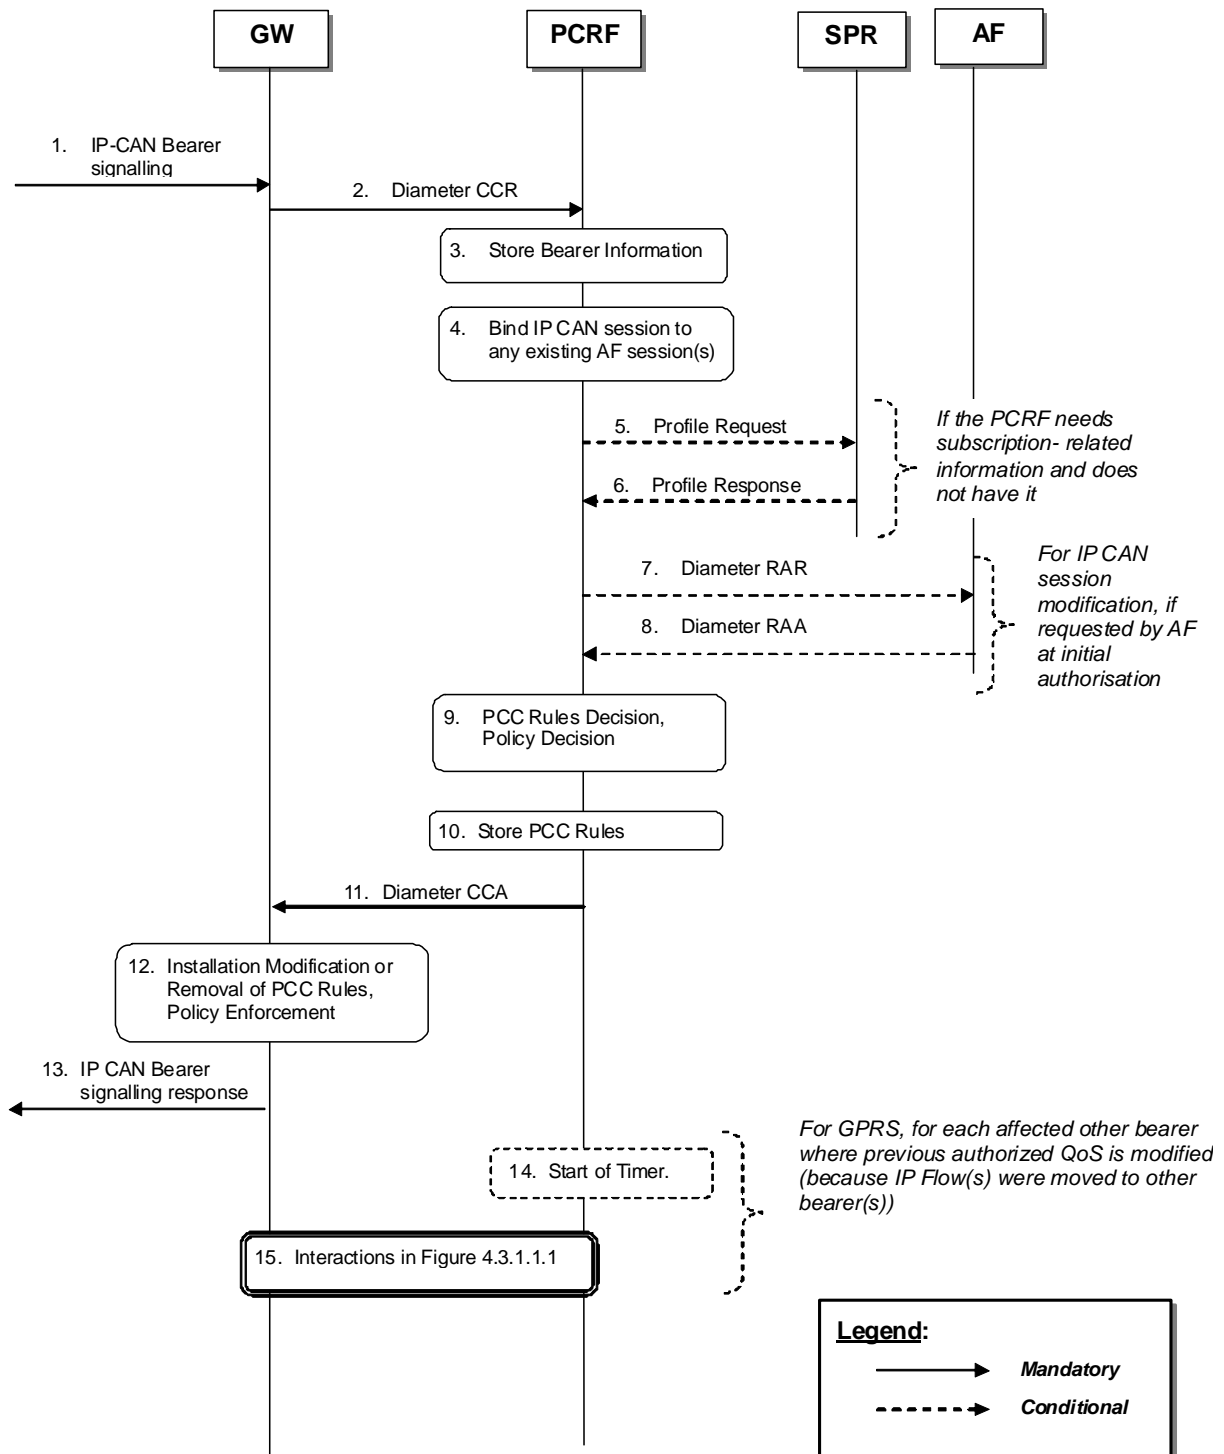 GW
PCRF
SPR
AF
1. IP-CAN Bearer
signalling
2. Diameter CCR
3. Store Bearer Information
4. Bind IP CAN session to
any existing AF session(s)
5. Profile Request
6. Profile Response
If the PCRF needs
subscription- related
information and does
not have it
7. Diameter RAR
8. Diameter RAA
For IP CAN
session
modification, if
requested by AF
at initial
authorisation
9. PCC Rules Decision,
Policy Decision
10. Store PCC Rules
11. Diameter CCA
12. Installation Modification or
Removal of PCC Rules,
Policy Enforcement
13. IP CAN Bearer
signalling response
14. Start of Timer.
For GPRS, for each affected other bearer
where previous authorized QoS is modified
(because IP Flow(s) were moved to other
bearer(s))
15. Interactions in Figure 4.3.1.1.1
Legend:
Mandatory
Conditional